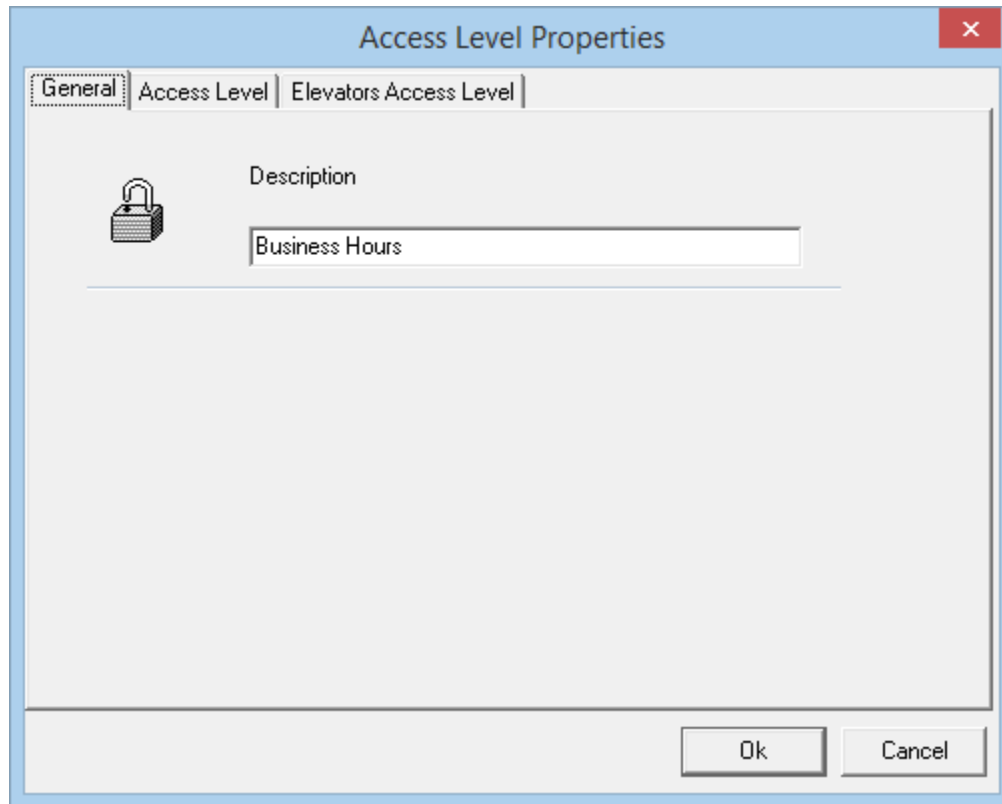 Access Level Properties
General Access Level Elevators Access Level
Description
Business Hours
Ok Cancel